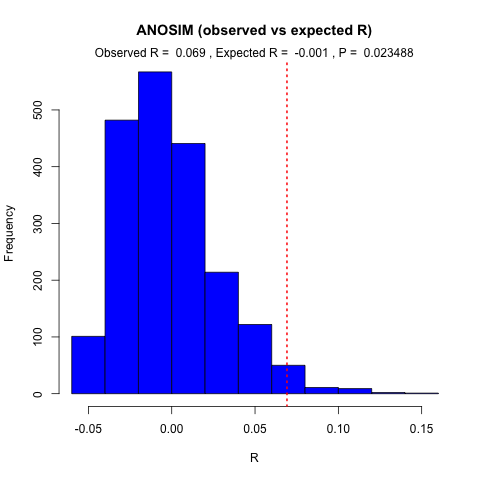 ANOSIM (observed vs expected R)
Observed R = 0.069 , Expected R = -0.001 , P = 0.023488
Frequency
500
400
300
200
100
0
-0.05 0.00 0.05 0.10 0.15
R